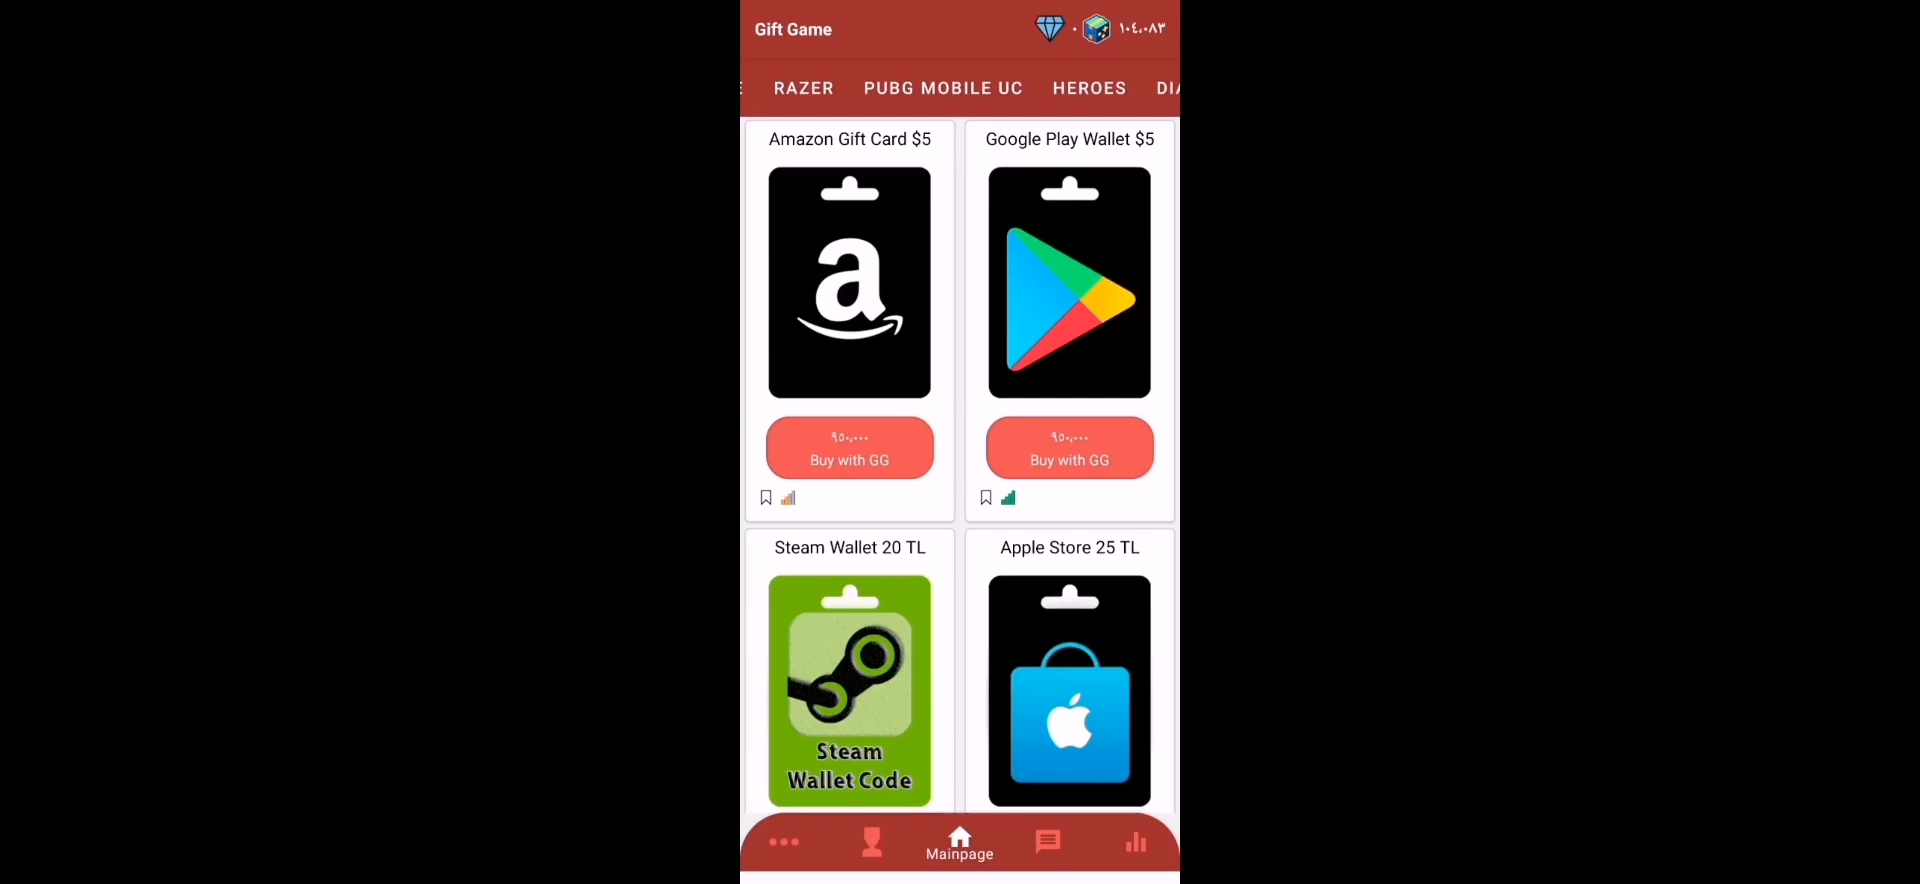 Gift Game
٠ ١٠٤،٠٨٣
RAZER PUBG MOBILE UC HEROES DIA
Amazon Gift Card $5
Google Play Wallet $5
a
٩٥٠،٠٠٠
Buy with GG
٩٥٠،٠٠٠
Buy with GG
Steam Wallet 20 TL
Apple Store 25 TL
Steam
Wallet Code
Mainpage